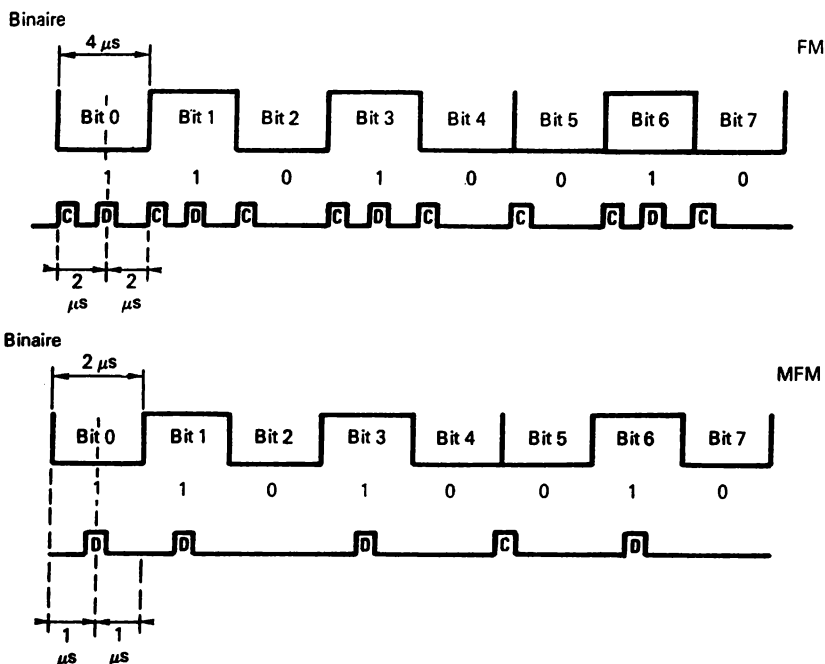 Binaire
4 μs
FM
Bit 0 Bit 1 Bit 2 Bit 3 Bit 4 Bit 5 Bit 6 Bit 7
1 1 0 1 0 0 1 0
C D C D C C D C C C D C
2 2
μs μs
Binaire
2 μs
MFM
Bit 0 Bit 1 Bit 2 Bit 3 Bit 4 Bit 5 Bit 6 Bit 7
1 1 0 1 0 0 1 0
D D D C D
1 1
μs μs